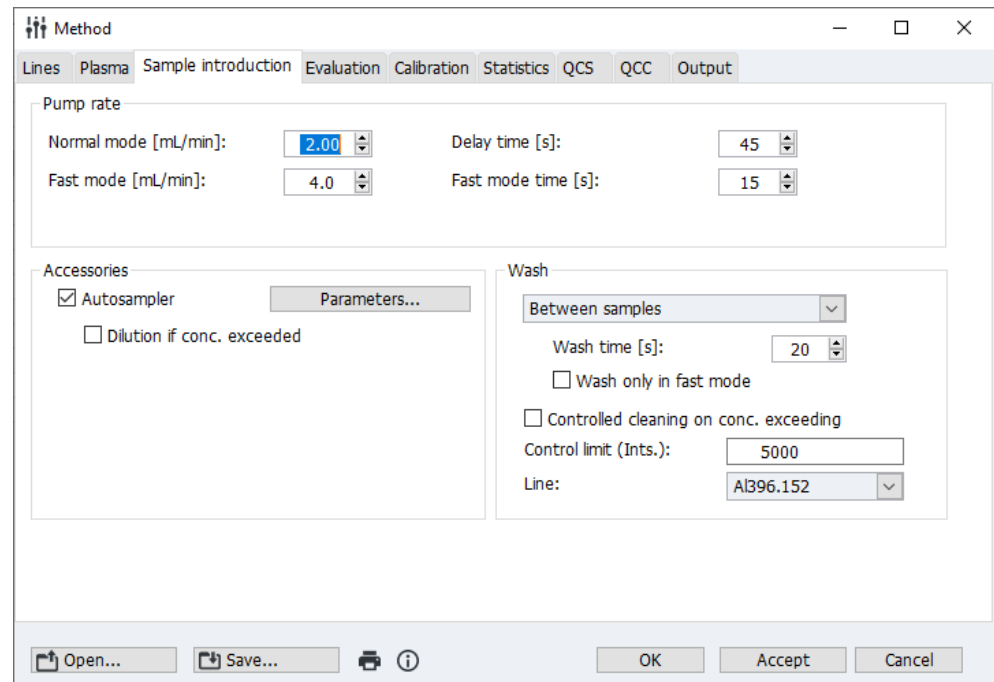 Method
Lines Plasma Sample introduction Evaluation Calibration Statistics QCS QCC Output
Pump rate
Normal mode [mL/min]: 2.00 Delay time [s]: 45
Fast mode [mL/min]: 4.0 Fast mode time [s]: 15
Accessories
Autosampler Parameters...
Dilution if conc. exceeded
Wash
Between samples
Wash time [s]: 20
Wash only in fast mode
Controlled cleaning on conc. exceeding
Control limit (Ints.): 5000
Line: Al396.152
Open... Save... OK Accept Cancel